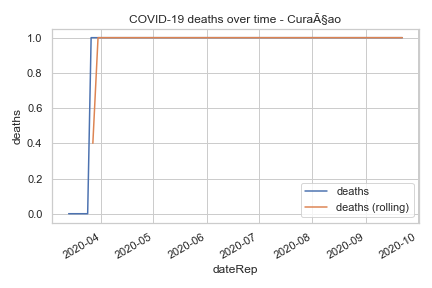 COVID-19 deaths over time - CuraÃ§ao
deaths
1.0
0.8
0.6
0.4
0.2
0.0
deaths
deaths (rolling)
2020-04
2020-05
2020-06
2020-07
2020-08
2020-09
2020-10
dateRep